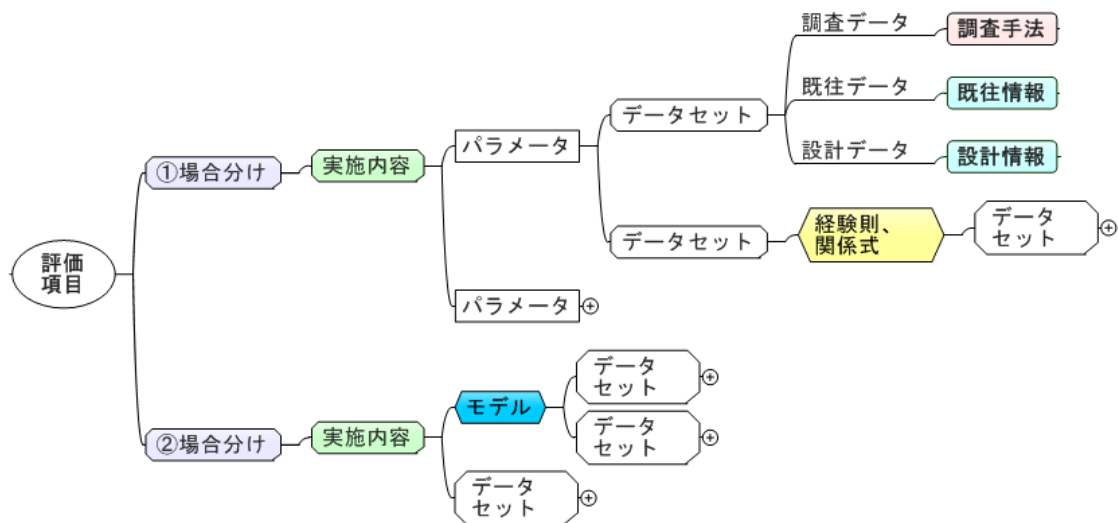 評価
項目
①場合分け
実施内容
パラメータ
データセット
調査データ
調査手法
既往データ
既往情報
設計データ
設計情報
データセット
経験則、
関係式
データ
セット
パラメータ
②場合分け
実施内容
モデル
データ
セット
データ
セット
データ
セット